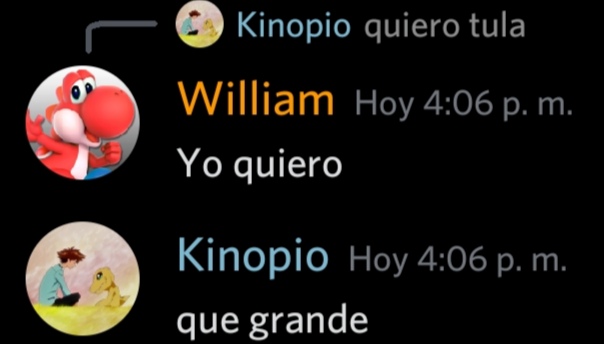 Kinopio quiero tula
William Hoy 4:06 p. m.
Yo quiero
Kinopio Hoy 4:06 p. m.
que grande